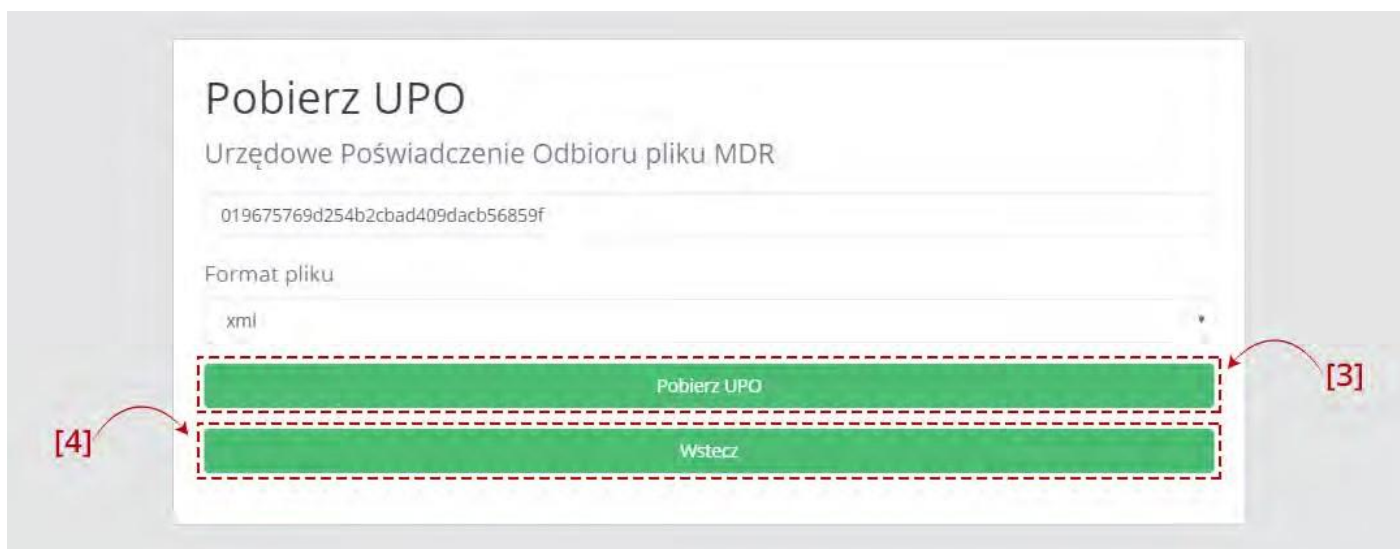 Pobierz UPO
Urzędowe Poświadczenie Odbioru pliku MDR
019675769d254b2cbad409dacb56859f
Format pliku
xml
Pobierz UPO
[3]
[4]
Wstecz